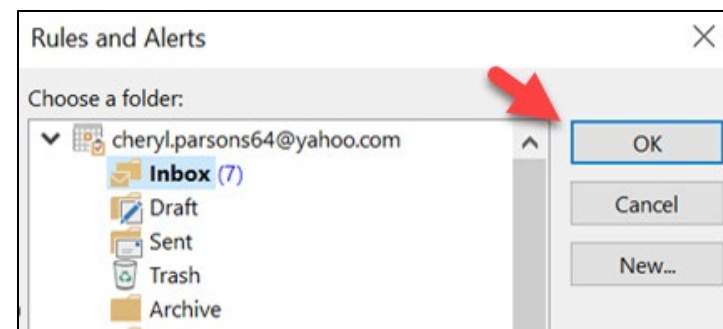 Rules and Alerts
Choose a folder:
cheryl.parsons64@yahoo.com
Inbox (7)
Draft
Sent
Trash
Archive
OK
Cancel
New...